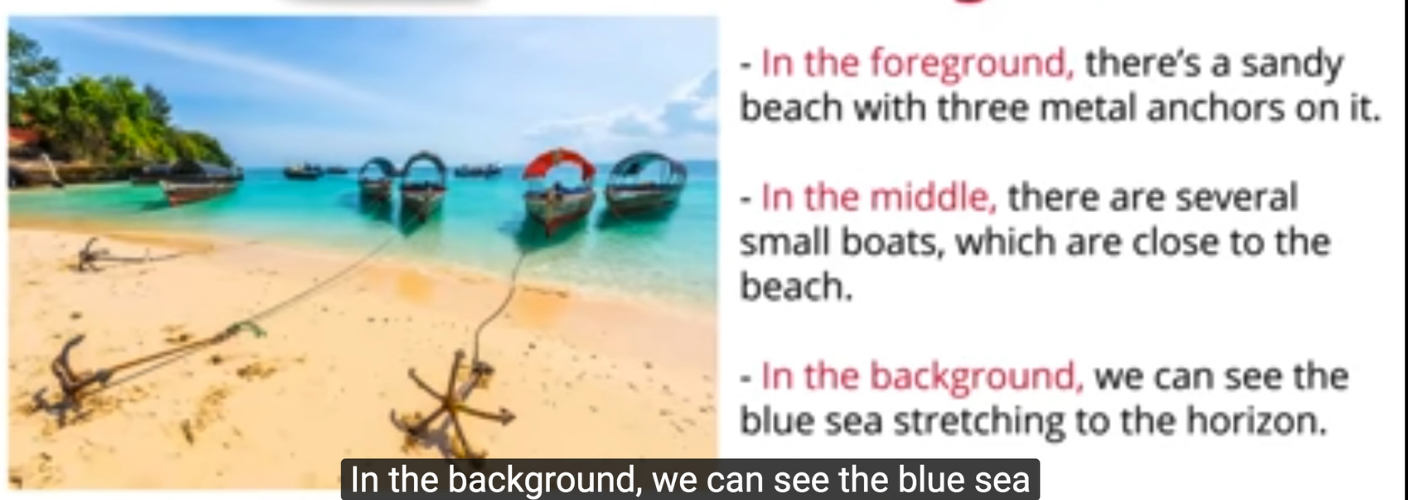 - In the foreground, there's a sandy
beach with three metal anchors on it.
- In the middle, there are several
small boats, which are close to the
beach.
- In the background, we can see the
blue sea stretching to the horizon.
In the background, we can see the blue sea